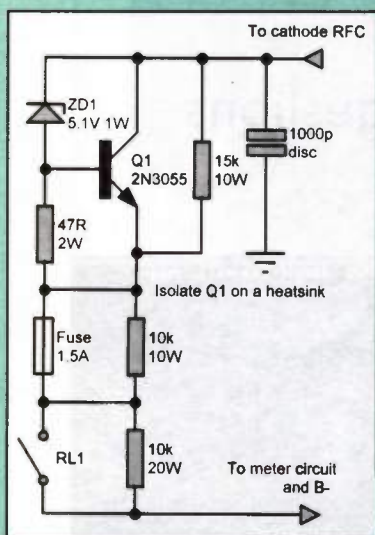 To cathode RFC
ZD1
5.1V 1W
Q1
2N3055
15k
10W
1000p
disc
47R
2W
Isolate Q1 on a heatsink
Fuse
1.5A
10k
10W
RL1
10k
20W
To meter circuit
and B-